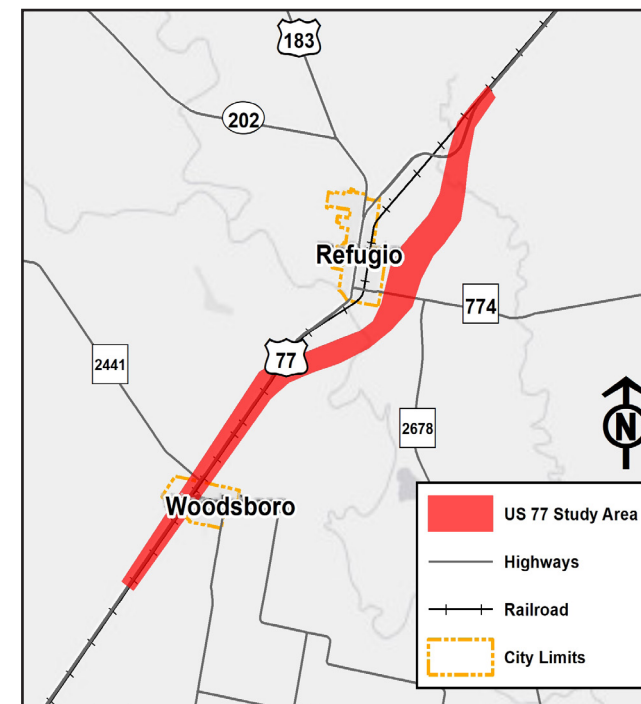 183
202
Refugio
774
77
2441
2678
N
Woodsboro
US 77 Study Area
Highways
Railroad
City Limits